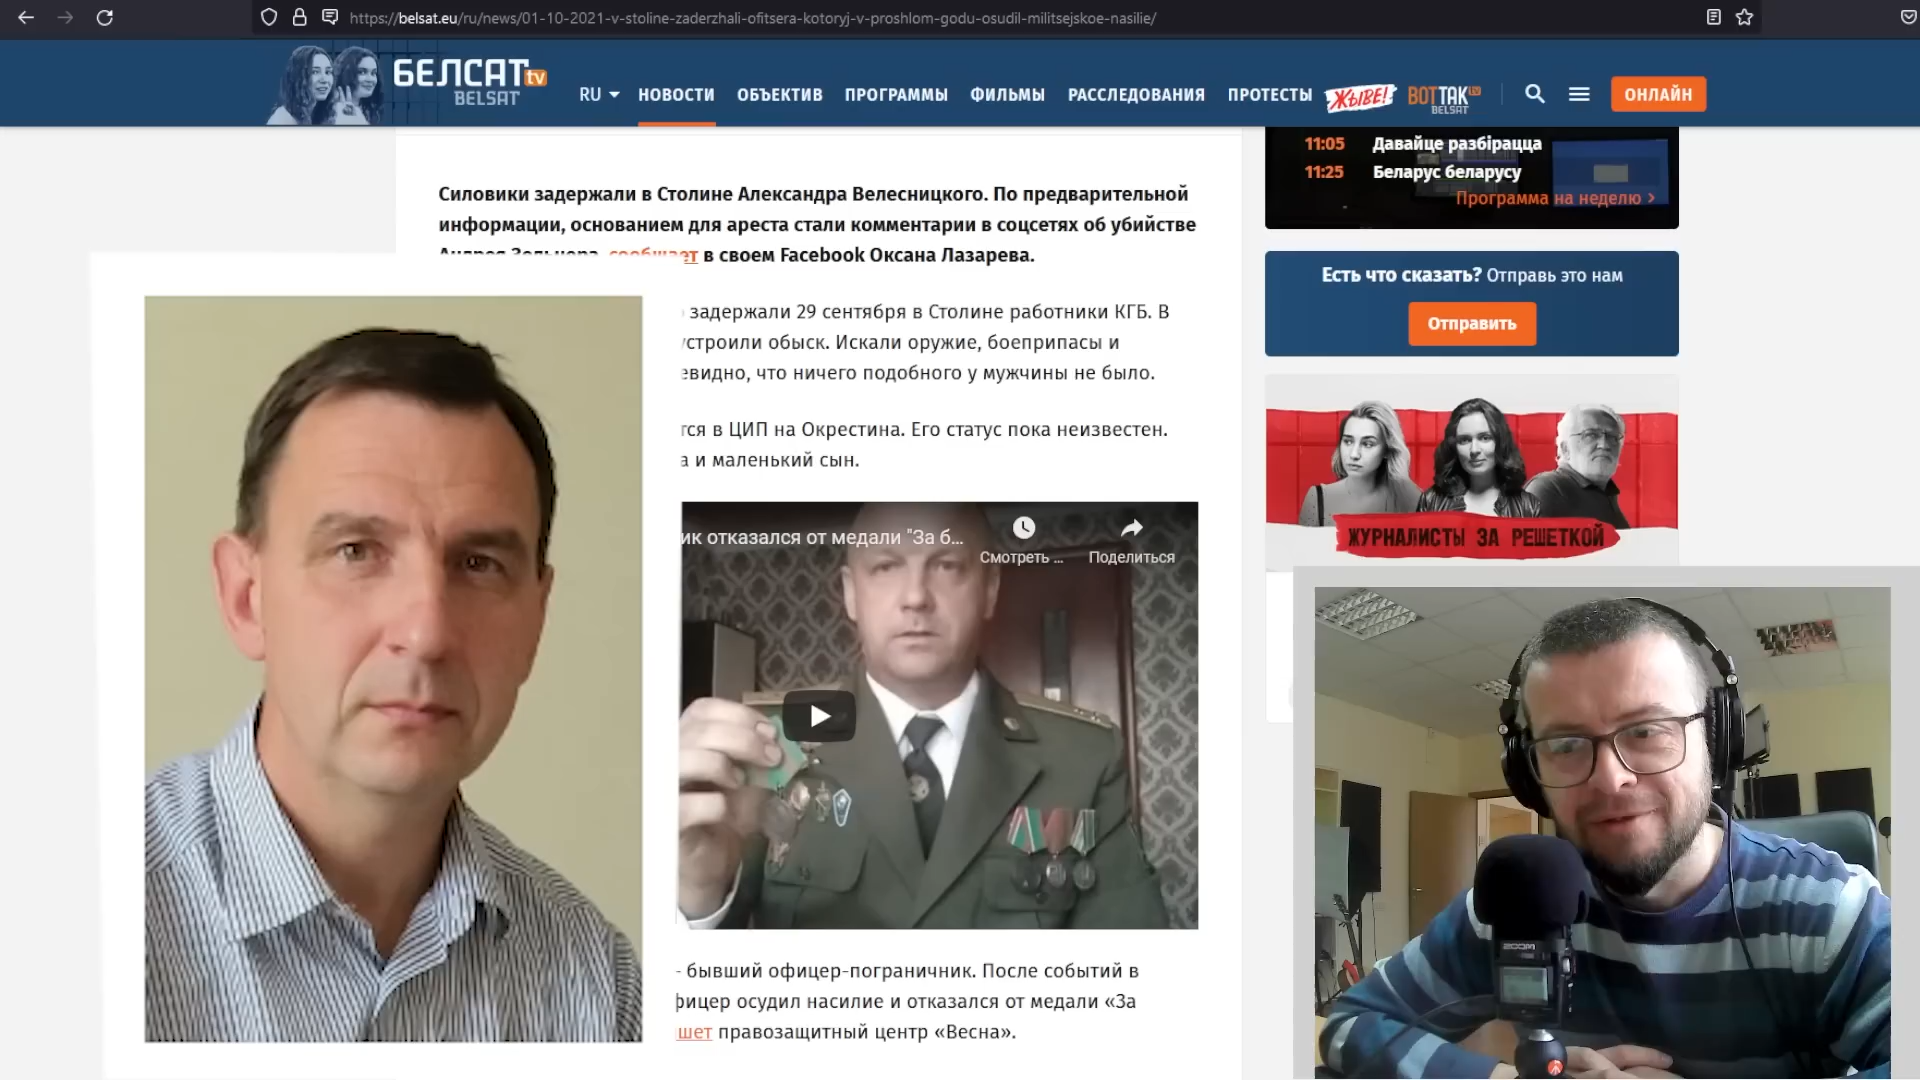 https://belsat.eu/ru/news/01-10-2021-v-stoline-zaderzhali-ofitsera-kotoryj-v-proshlom-godu-osudil-militsejskoe-nasilie/
БЕЛСАТ tv
BELSAT
RU
НОВОСТИ
ОБЪЕКТИВ
ПРОГРАММЫ
ФИЛЬМЫ
РАССЛЕДОВАНИЯ
ПРОТЕСТЫ
ЖЫВЕ!
ВОТТАК TV
BELSAT
ОНЛАЙН
Силовики задержали в Столине Александра Велесницкого. По предварительной
информации, основанием для ареста стали комментарии в соцсетях об убийстве
Андрея Зельцера, сообщает в своем Facebook Оксана Лазарева.
задержали 29 сентября в Столине работники КГБ. В
устроили обыск. Искали оружие, боеприпасы и
евидно, что ничего подобного у мужчины не было.
тся в ЦИП на Окрестина. Его статус пока неизвестен.
а и маленький сын.
ик отказался от медали "За б...
Смотреть ...
Поделиться
- бывший офицер-пограничник. После событий в
фицер осудил насилие и отказался от медали «За
шет правозащитный центр «Весна».
11:05 Давайце разбірацца
11:25 Беларус беларусу
Программа на неделю >
Есть что сказать? Отправь это нам
Отправить
ЖУРНАЛИСТЫ ЗА РЕШЕТКОЙ
ZOOM